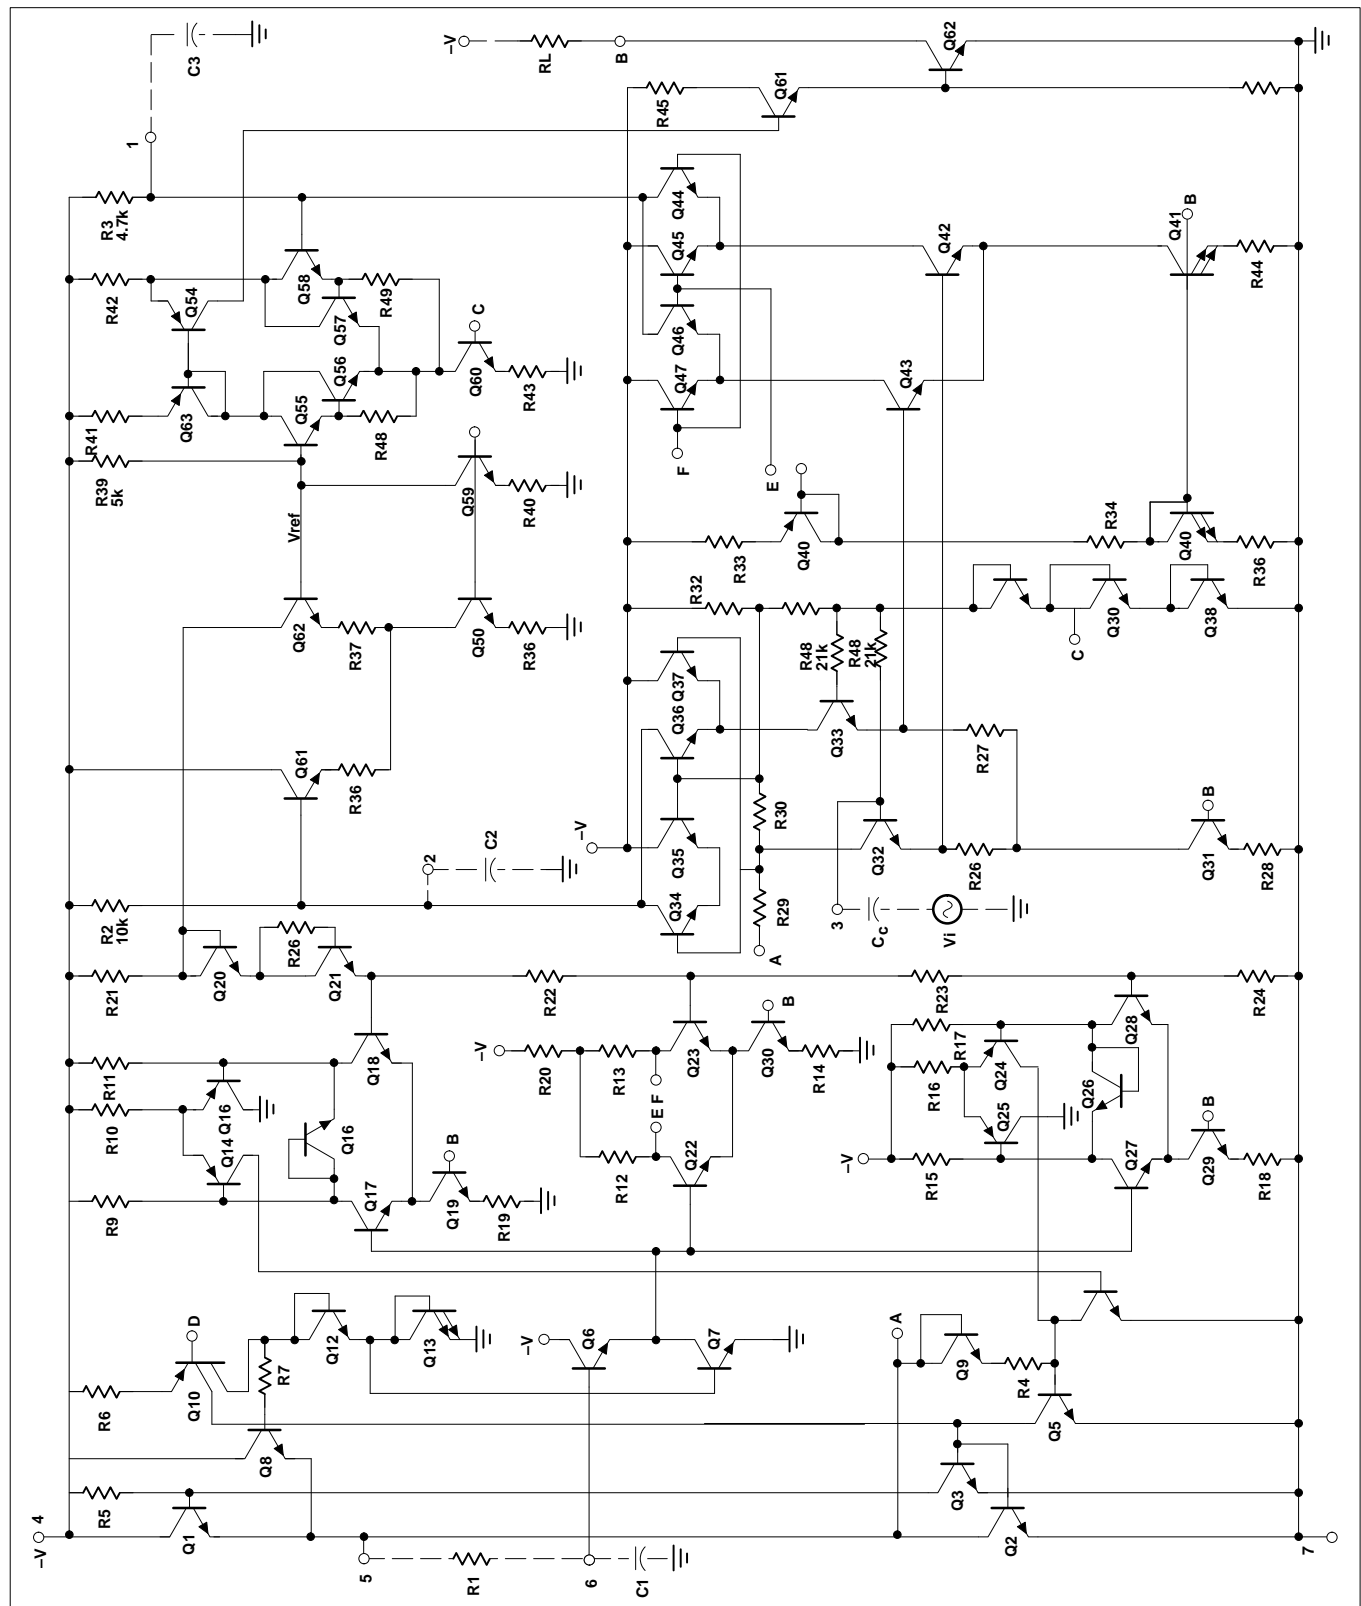 –V
4
R5
Q1
R6
Q10
D
Q8
R7
Q12
Q13
R9
R10
R11
Q14
Q16
Q16
Q17
Q18
Q19
B
R19
R21
R2
10k
Q20
R26
Q21
Q61
R36
Q62
R37
Vref
Q50
R36
R39
5k
R41
Q63
Q54
R42
R3
4.7k
1
C3
Q55
Q56
Q57
Q58
R48
R49
Q59
R40
Q60
C
R43
5
R1
6
C1
–V
Q6
Q7
–V
R20
R13
R12
E
F
Q22
Q23
Q30
B
R14
R22
2
C2
–V
Q34
Q35
Q36
Q37
R29
A
R30
R32
R33
Q40
E
F
Q47
Q46
Q45
Q44
R45
Q61
–V
RL
B
Q62
R48
21k
R48
21k
Q33
Q32
3
Cc
Vi
R26
R27
Q43
Q42
A
Q9
R4
Q5
Q3
Q2
7
–V
R15
R16
R17
Q25
Q24
Q26
Q27
Q28
Q29
B
R18
R23
R24
Q31
B
R28
C
Q30
Q38
R34
Q40
R36
Q41
B
R44